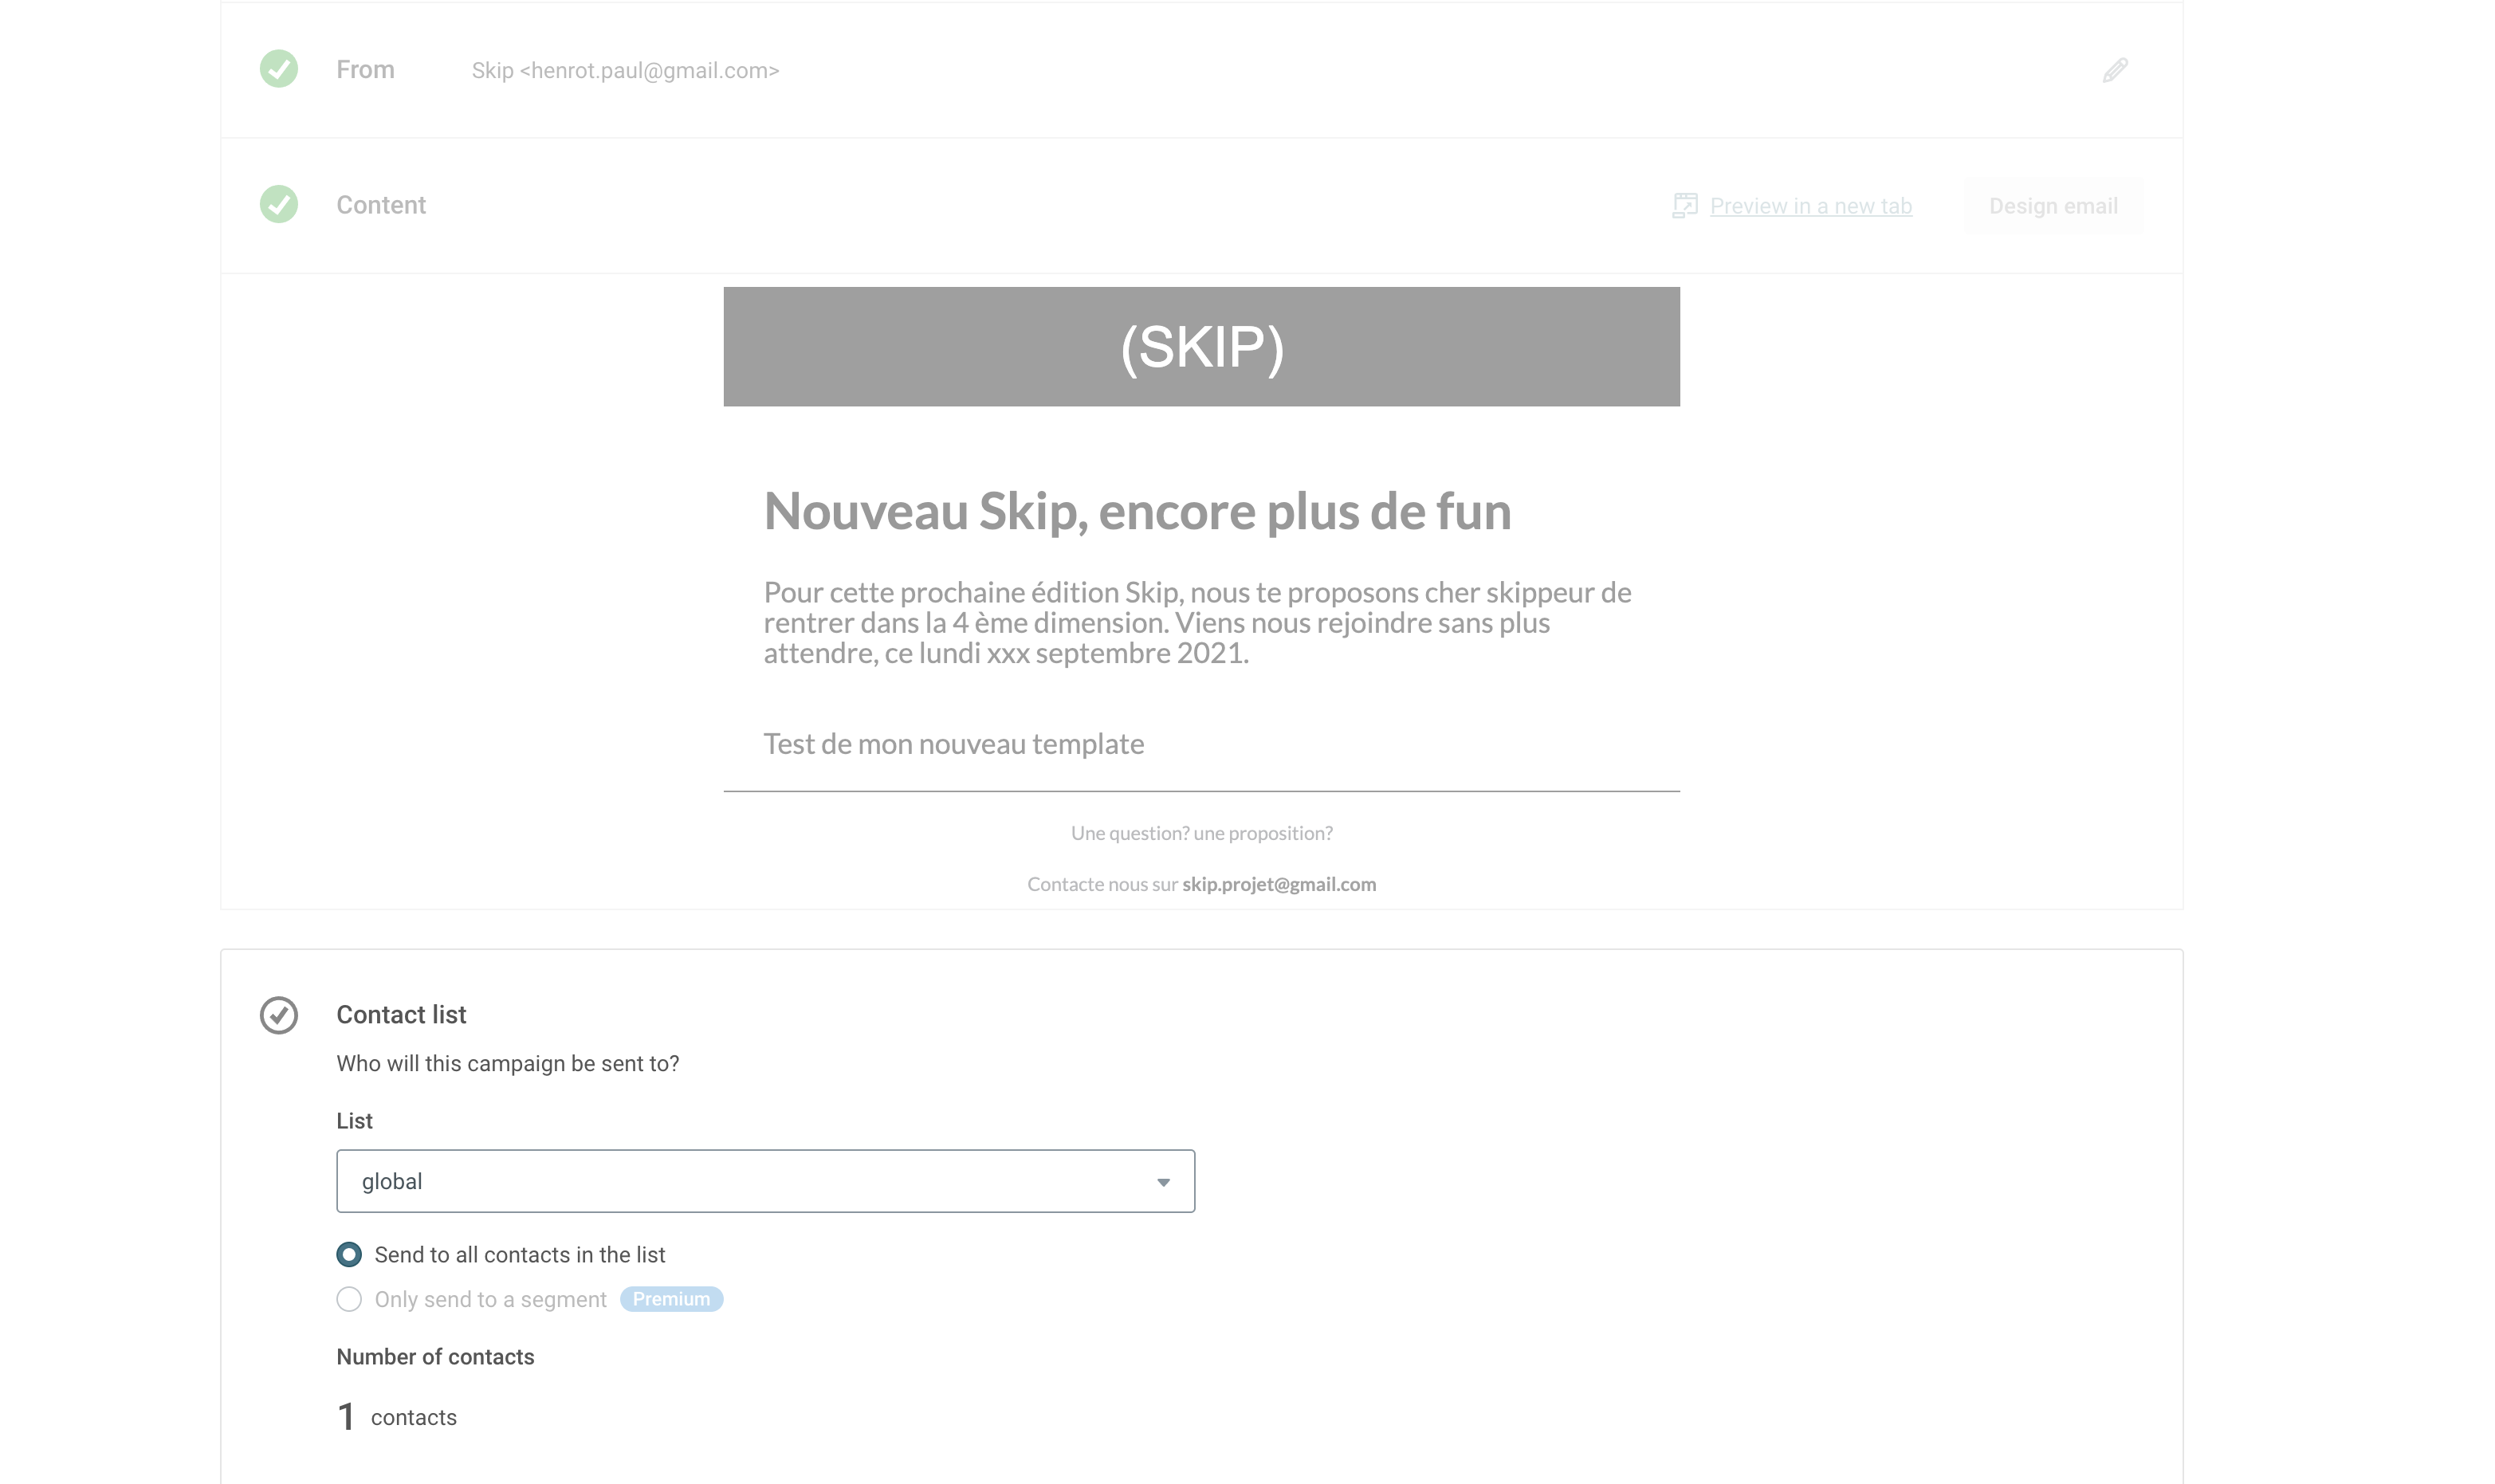 From
Skip <henrot.paul@gmail.com>
Content
Preview in a new tab
Design email
(SKIP)
Nouveau Skip, encore plus de fun
Pour cette prochaine édition Skip, nous te proposons cher skippeur de
rentrer dans la 4 ème dimension. Viens nous rejoindre sans plus
attendre, ce lundi xxx septembre 2021.
Test de mon nouveau template
Une question? une proposition?
Contacte nous sur skip.projet@gmail.com
Contact list
Who will this campaign be sent to?
List
global
Send to all contacts in the list
Only send to a segment Premium
Number of contacts
1 contacts